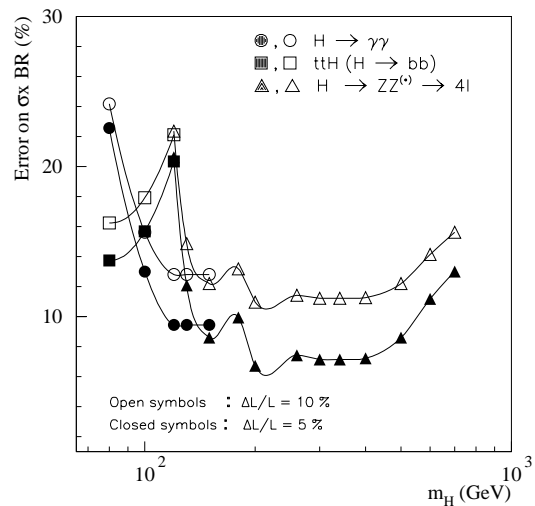 Error on σx BR (%)
30
20
10
, H → γγ
, ttH (H → bb)
, H → ZZ(*) → 4l
Open symbols : ΔL/L = 10 %
Closed symbols : ΔL/L = 5 %
10²
10³
m_H (GeV)